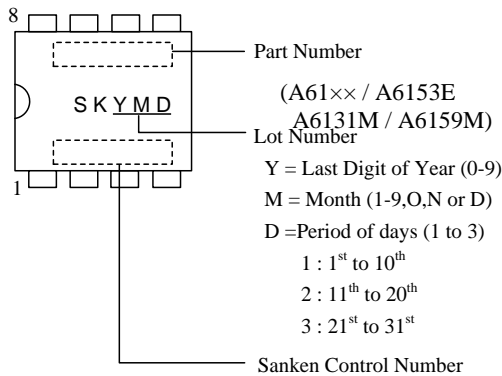 8
Part Number
(A61×× / A6153E
A6131M / A6159M)
S K Y M D
Lot Number
1
Y = Last Digit of Year (0-9)
M = Month (1-9,O,N or D)
D =Period of days (1 to 3)
1 : 1st to 10th
2 : 11th to 20th
3 : 21st to 31st
Sanken Control Number